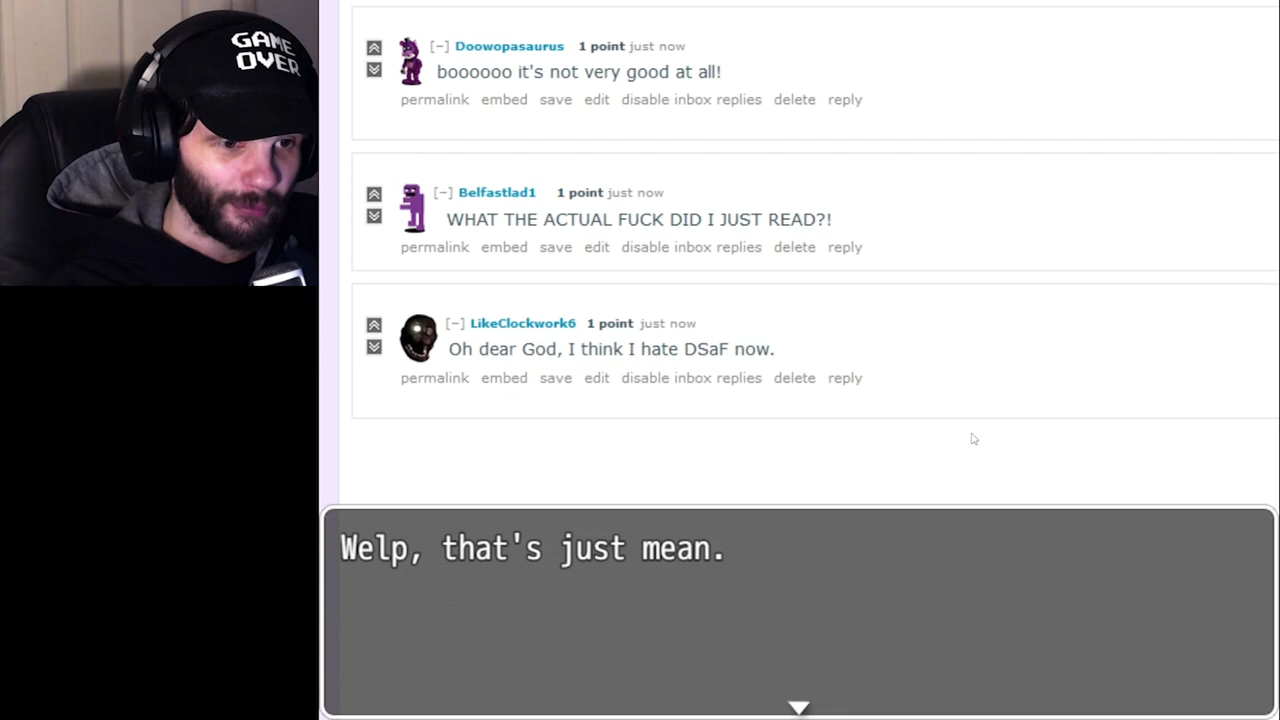 GAME
OVER
[−] Doowopasaurus 1 point just now
boooooo it's not very good at all!
permalink embed save edit disable inbox replies delete reply
[−] Belfastlad1 1 point just now
WHAT THE ACTUAL FUCK DID I JUST READ?!
permalink embed save edit disable inbox replies delete reply
[−] LikeClockwork6 1 point just now
Oh dear God, I think I hate DSaF now.
permalink embed save edit disable inbox replies delete reply
Welp, that's just mean.